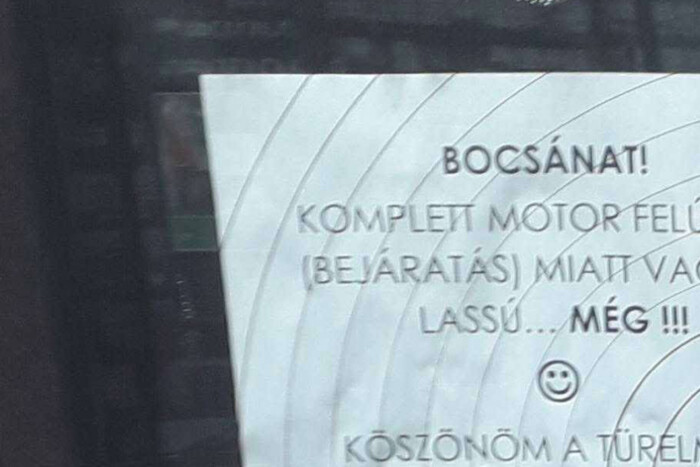 BOCSÁNAT!
KOMPLETT MOTOR
(BEJÁRATÁS) MIATT
LASSÚ... MÉG !!!
KÖSZÖNÖM A